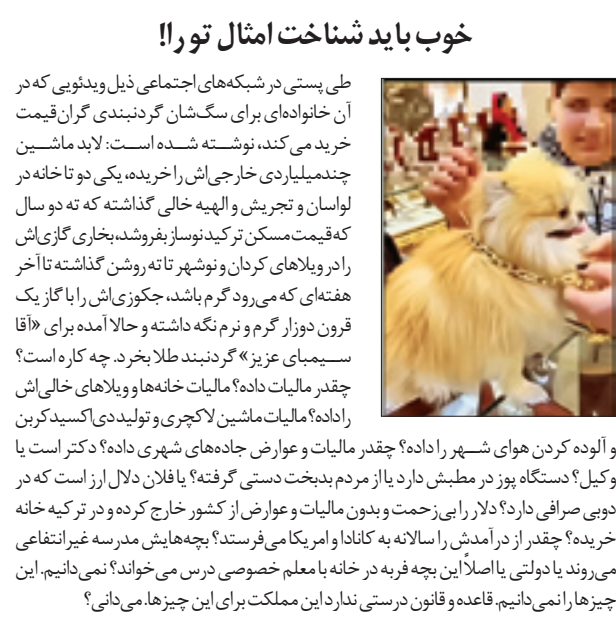 خوب باید شناخت امثال تو را!
طی پستی در شبکه‌های اجتماعی ذیل ویدئویی که در
آن خانواده‌ای برای سگ‌شان گردنبندی گران‌قیمت
خرید می‌کند، نوشته شده است: لابد ماشین
چندمیلیاردی خارجی‌اش را خریده، یکی دو تا خانه در
لواسان و تجریش و الهیه خالی گذاشته که ته دو سال
که قیمت مسکن ترکید نوساز بفروشد، بخاری گازی‌اش
را در ویلاهای کردان و نوشهر تا ته روشن گذاشته تا آخر
هفته‌ای که می‌رود گرم باشد، جکوزی‌اش را با گاز یک
قرون دوزار گرم و نرم نگه داشته و حالا آمده برای «آقا
سیمبای عزیز» گردنبند طلا بخرد. چه کاره است؟
چقدر مالیات داده؟ مالیات خانه‌ها و ویلاهای خالی‌اش
را داده؟ مالیات ماشین لاکچری و تولید دی‌اکسیدکربن
و آلوده کردن هوای شهر را داده؟ چقدر مالیات و عوارض جاده‌های شهری داده؟ دکتر است یا
وکیل؟ دستگاه پوز در مطبش دارد یا از مردم بدبخت دستی گرفته؟ یا فلان دلال ارز است که در
دوبی صرافی دارد؟ دلار را بی‌زحمت و بدون مالیات و عوارض از کشور خارج کرده و در ترکیه خانه
خریده؟ چقدر از درآمدش را سالانه به کانادا و امریکا می‌فرستد؟ بچه‌هایش مدرسه غیرانتفاعی
می‌روند یا دولتی یا اصلاً این بچه فربه در خانه با معلم خصوصی درس می‌خواند؟ نمی‌دانیم. این
چیزها را نمی‌دانیم. قاعده و قانون درستی ندارد این مملکت برای این چیزها. می‌دانی؟